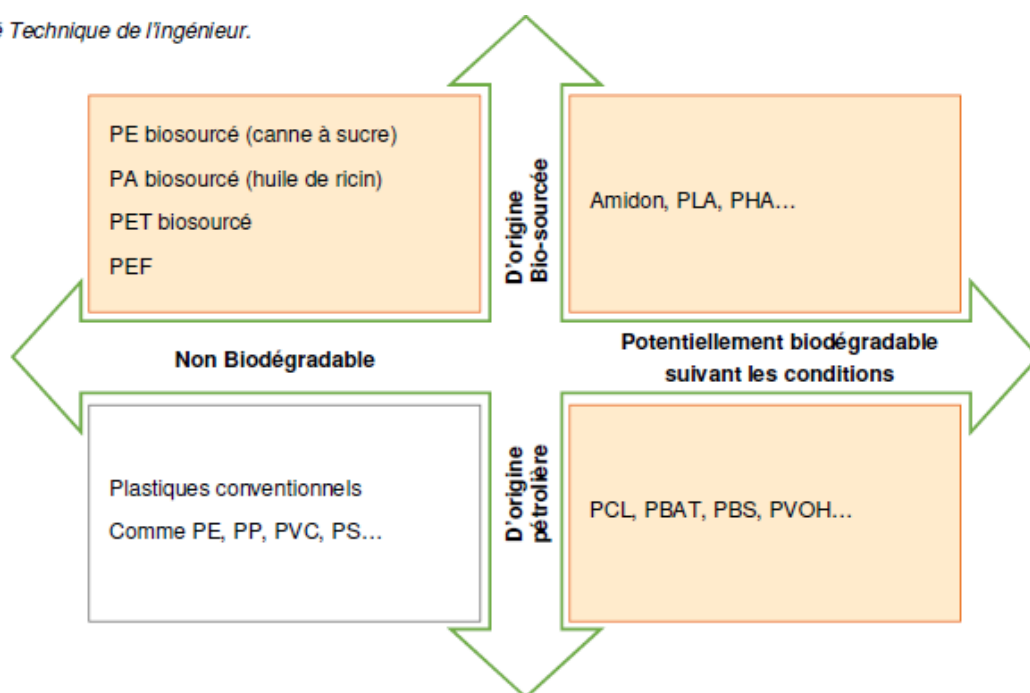 Technique de l'ingénieur.
PE biosourcé (canne à sucre)
PA biosourcé (huile de ricin)
PET biosourcé
PEF
D'origine
Bio-sourcée
Amidon, PLA, PHA…
Non Biodégradable
Potentiellement biodégradable
suivant les conditions
Plastiques conventionnels
Comme PE, PP, PVC, PS…
D'origine
pétrolière
PCL, PBAT, PBS, PVOH…